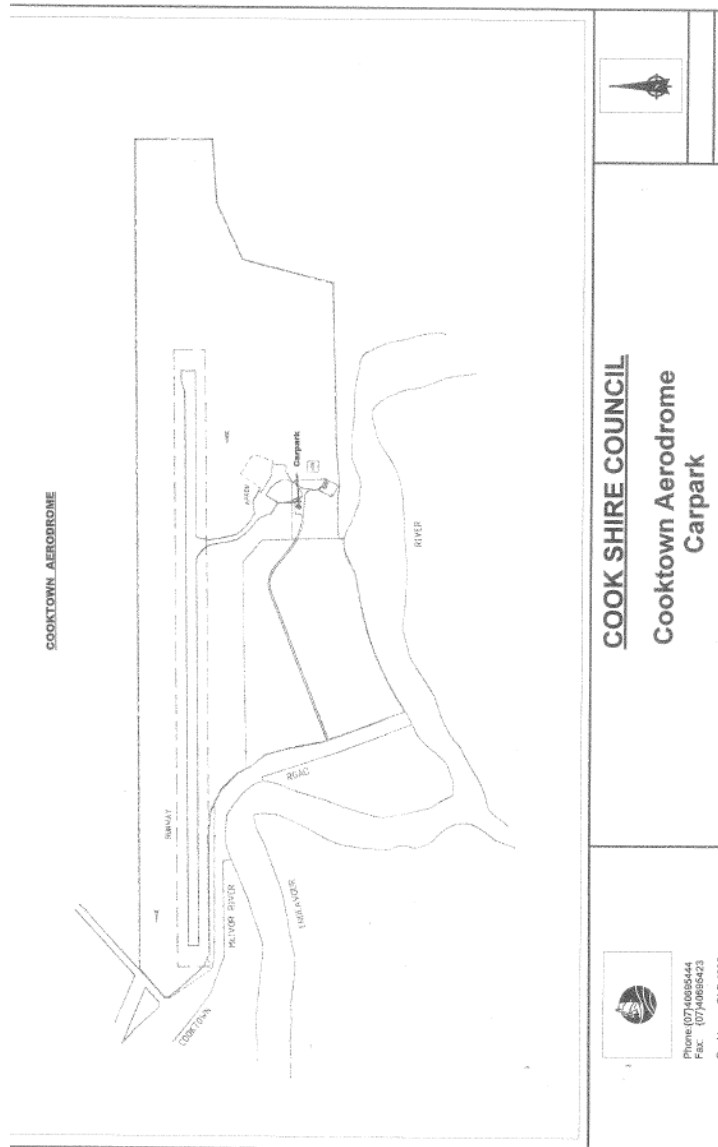 COOKTOWN AERODROME
RUNWAY
APRON
Carpark
RIVER
ROAD
McIVOR RIVER
ENDEAVOUR
COOKTOWN
COOK SHIRE COUNCIL
Cooktown Aerodrome
Carpark
Phone:(07)40695444
Fax: (07)40695423